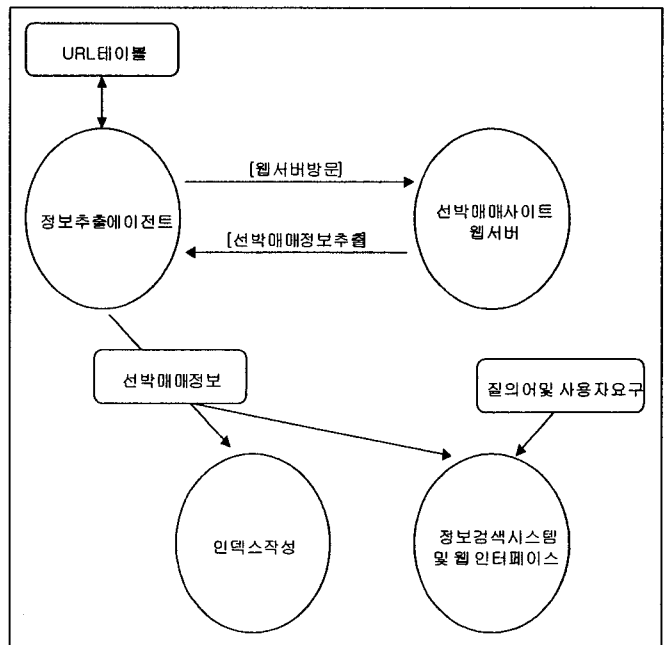 URL테이블
[웹서버방문]
정보추출에이전트
선박매매사이트
웹서버
[선박매매정보추출]
선박매매정보
질의어및 사용자요구
인덱스작성
정보검색시스템
및 웹 인터페이스